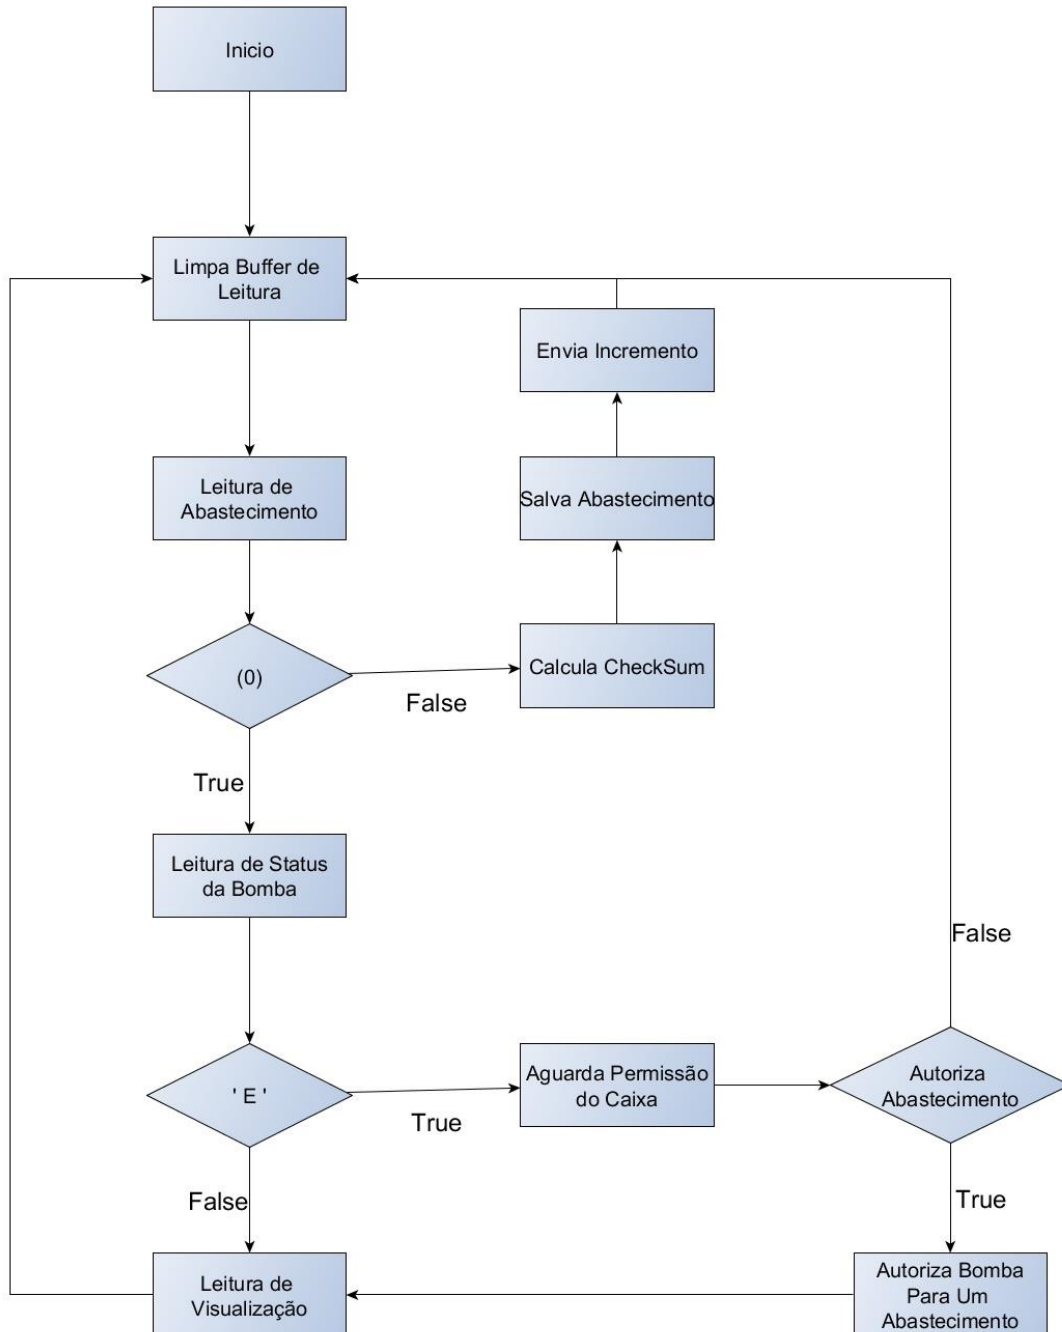 Inicio
Limpa Buffer de
Leitura
Envia Incremento
Leitura de
Abastecimento
Salva Abastecimento
(0)
False
Calcula CheckSum
True
Leitura de Status
da Bomba
False
' E '
True
Aguarda Permissão
do Caixa
Autoriza
Abastecimento
False
True
Leitura de
Visualização
Autoriza Bomba
Para Um
Abastecimento